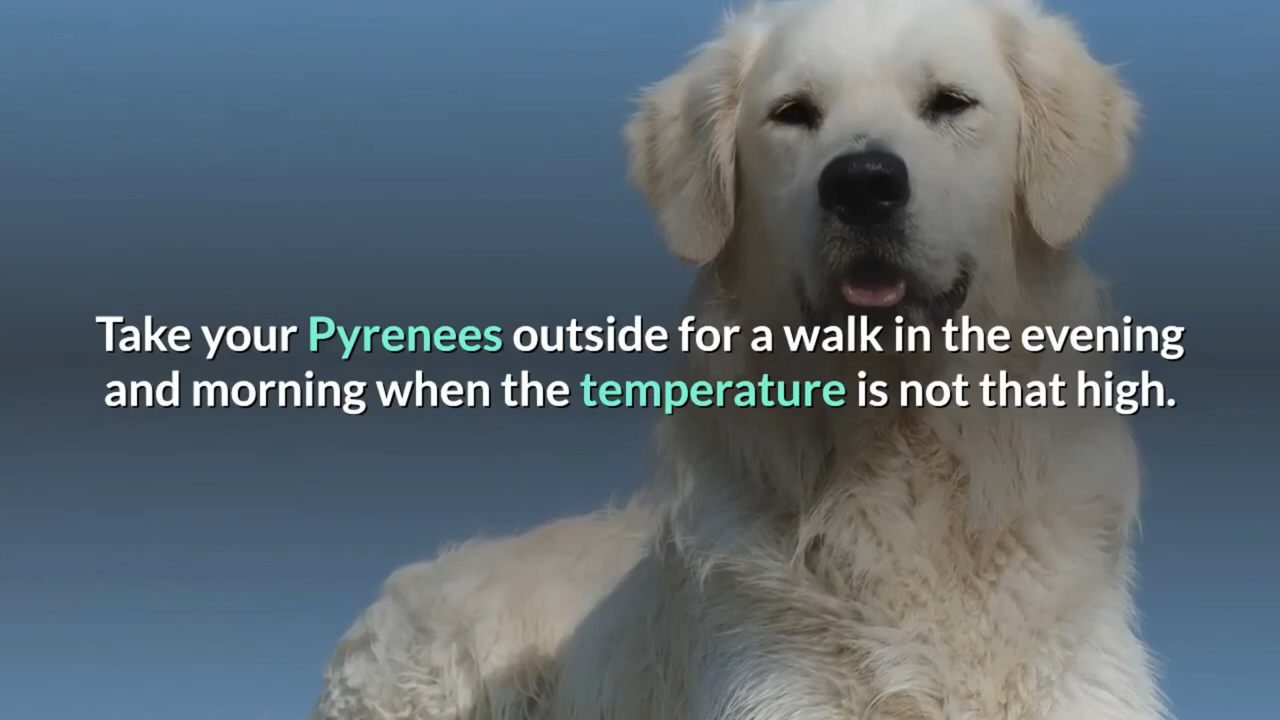 Take your Pyrenees outside for a walk in the evening
and morning when the temperature is not that high.